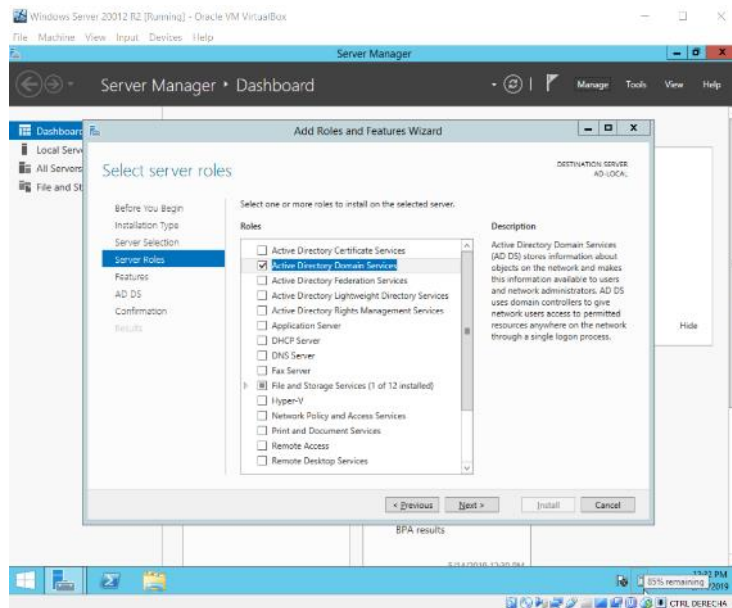 Windows Server 20012 R2 [Running] - Oracle VM VirtualBox
File Machine View Input Devices Help
Server Manager
Server Manager • Dashboard
Manage Tools View Help
Dashboard
Local Serv
All Servers
File and St
Add Roles and Features Wizard
Select server roles
DESTINATION SERVER
AD-LOCAL
Before You Begin
Installation Type
Server Selection
Server Roles
Features
AD DS
Confirmation
Results
Select one or more roles to install on the selected server.
Roles
Active Directory Certificate Services
Active Directory Domain Services
Active Directory Federation Services
Active Directory Lightweight Directory Services
Active Directory Rights Management Services
Application Server
DHCP Server
DNS Server
Fax Server
File and Storage Services (1 of 12 installed)
Hyper-V
Network Policy and Access Services
Print and Document Services
Remote Access
Remote Desktop Services
Description
Active Directory Domain Services
(AD DS) stores information about
objects on the network and makes
this information available to users
and network administrators. AD DS
uses domain controllers to give
network users access to permitted
resources anywhere on the network
through a single logon process.
Hide
< Previous Next > Install Cancel
BPA results
PM
85% remaining
2019
CTRL DERECHA